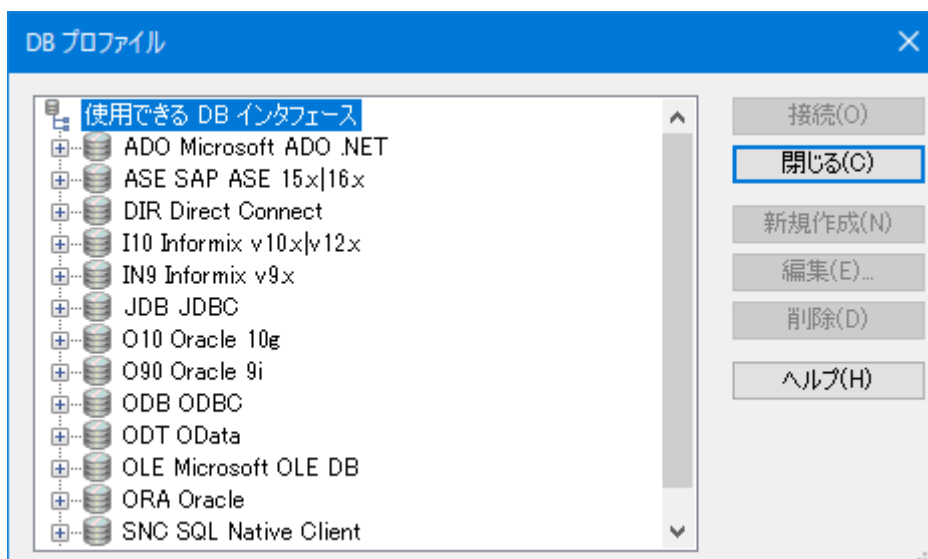 DB プロファイル
使用できる DB インタフェース
ADO Microsoft ADO .NET
ASE SAP ASE 15x|16x
DIR Direct Connect
I10 Informix v10x|v12x
IN9 Informix v9x
JDB JDBC
O10 Oracle 10g
O90 Oracle 9i
ODB ODBC
ODT OData
OLE Microsoft OLE DB
ORA Oracle
SNC SQL Native Client
接続(O)
閉じる(C)
新規作成(N)
編集(E)...
削除(D)
ヘルプ(H)